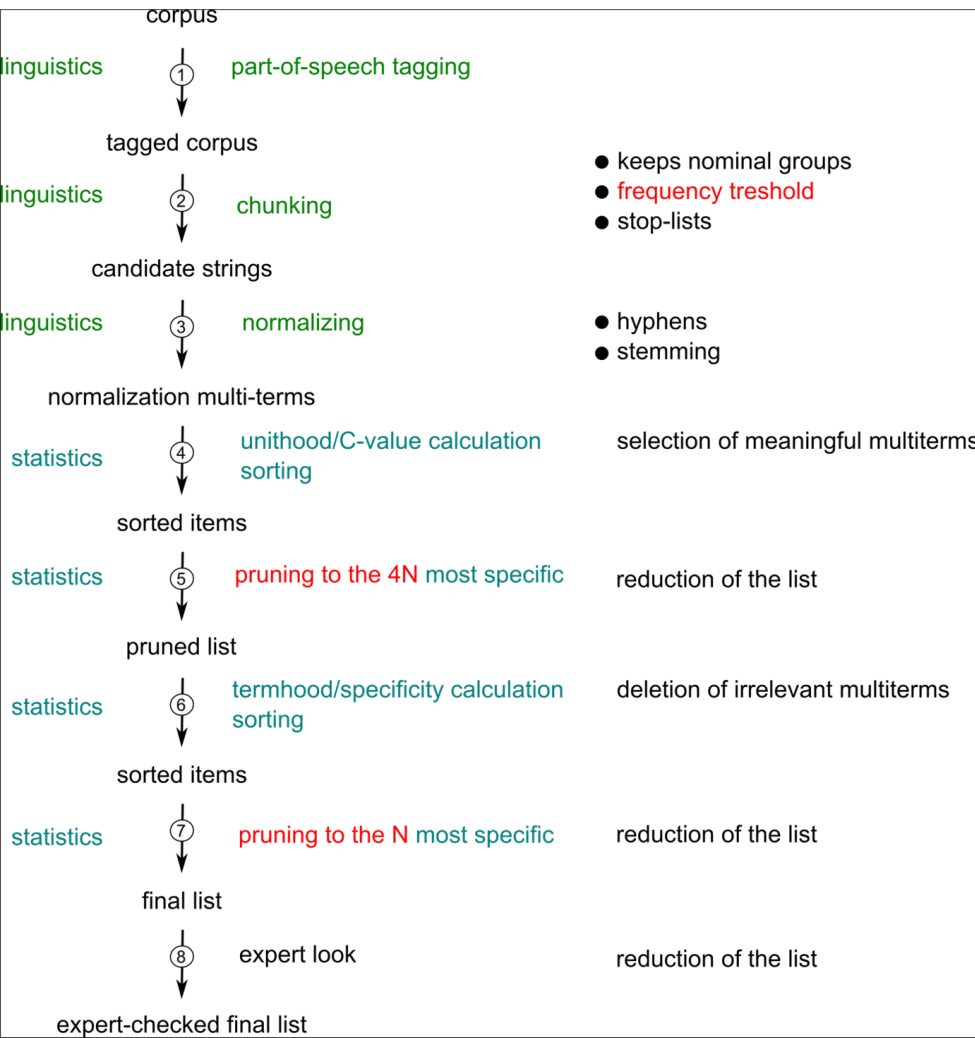 corpus
linguistics 1 part-of-speech tagging
tagged corpus
● keeps nominal groups
linguistics 2 chunking ● frequency treshold
● stop-lists
candidate strings
linguistics 3 normalizing ● hyphens
● stemming
normalization multi-terms
statistics 4 unithood/C-value calculation selection of meaningful multiterms
sorting
sorted items
statistics 5 pruning to the 4N most specific reduction of the list
pruned list
statistics 6 termhood/specificity calculation deletion of irrelevant multiterms
sorting
sorted items
statistics 7 pruning to the N most specific reduction of the list
final list
8 expert look reduction of the list
expert-checked final list